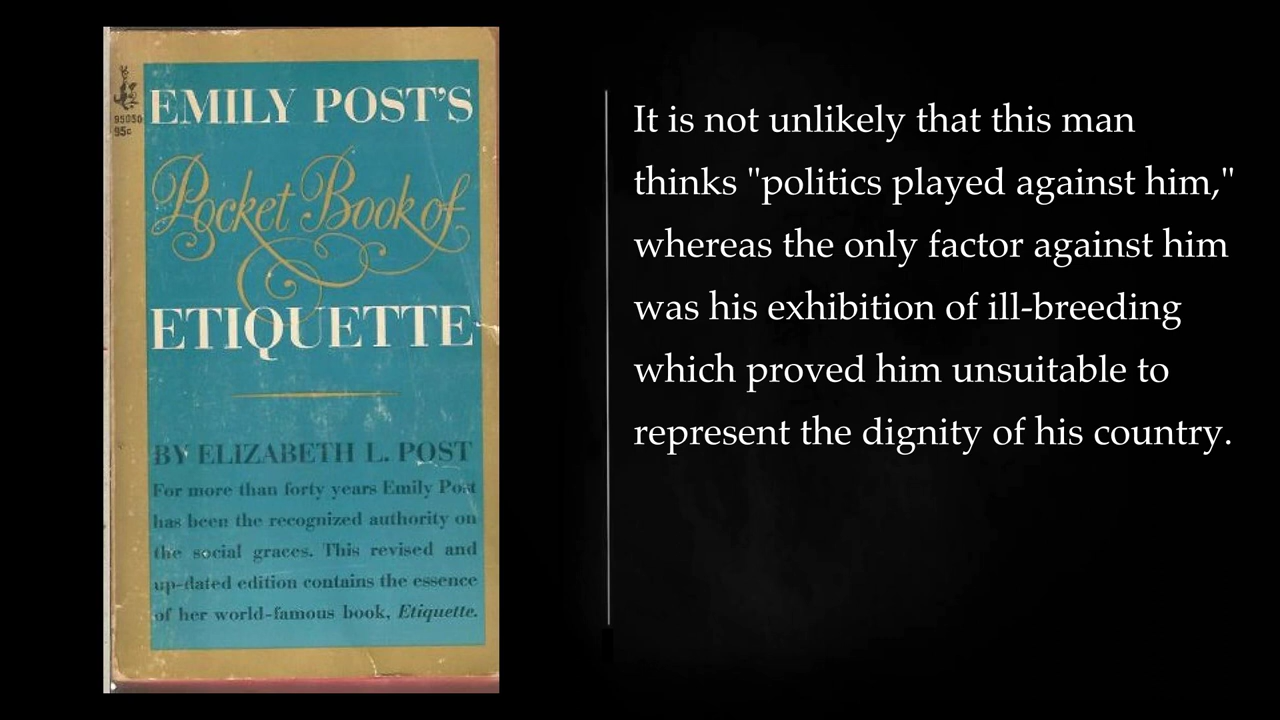 EMILY POST'S
Pocket Book of
ETIQUETTE
95050
95c
BY ELIZABETH L. POST
For more than forty years Emily Post
has been the recognized authority on
the social graces. This revised and
up-dated edition contains the essence
of her world-famous book, Etiquette.
It is not unlikely that this man
thinks "politics played against him,"
whereas the only factor against him
was his exhibition of ill-breeding
which proved him unsuitable to
represent the dignity of his country.